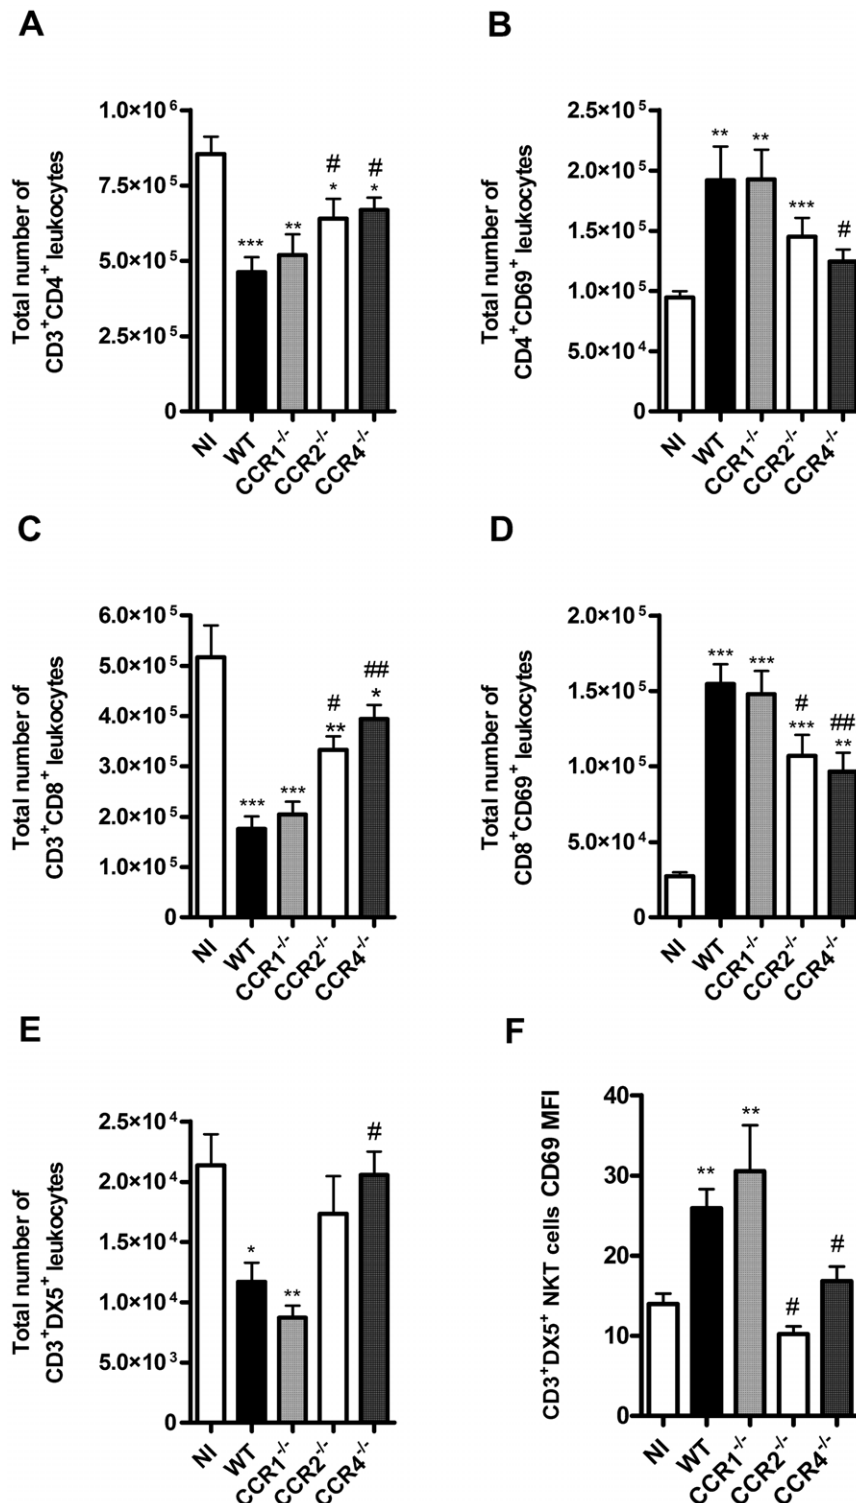 A
Total number of
CD3⁺CD4⁺ leukocytes
1.0×10⁶
7.5×10⁵
5.0×10⁵
2.5×10⁵
0
***
**
#
*
#
*
NI
WT
CCR1⁻/⁻
CCR2⁻/⁻
CCR4⁻/⁻
B
Total number of
CD4⁺CD69⁺ leukocytes
2.5×10⁵
2.0×10⁵
1.5×10⁵
1.0×10⁵
5.0×10⁴
0
**
**
***
#
NI
WT
CCR1⁻/⁻
CCR2⁻/⁻
CCR4⁻/⁻
C
Total number of
CD3⁺CD8⁺ leukocytes
6.0×10⁵
5.0×10⁵
4.0×10⁵
3.0×10⁵
2.0×10⁵
1.0×10⁵
0
***
***
#
**
##
*
NI
WT
CCR1⁻/⁻
CCR2⁻/⁻
CCR4⁻/⁻
D
Total number of
CD8⁺CD69⁺ leukocytes
2.0×10⁵
1.5×10⁵
1.0×10⁵
5.0×10⁴
0
***
***
#
***
##
**
NI
WT
CCR1⁻/⁻
CCR2⁻/⁻
CCR4⁻/⁻
E
Total number of
CD3⁺DX5⁺ leukocytes
2.5×10⁴
2.0×10⁴
1.5×10⁴
1.0×10⁴
5.0×10³
0
*
**
#
NI
WT
CCR1⁻/⁻
CCR2⁻/⁻
CCR4⁻/⁻
F
CD3⁺DX5⁺ NKT cells CD69 MFI
40
30
20
10
0
**
**
#
#
NI
WT
CCR1⁻/⁻
CCR2⁻/⁻
CCR4⁻/⁻